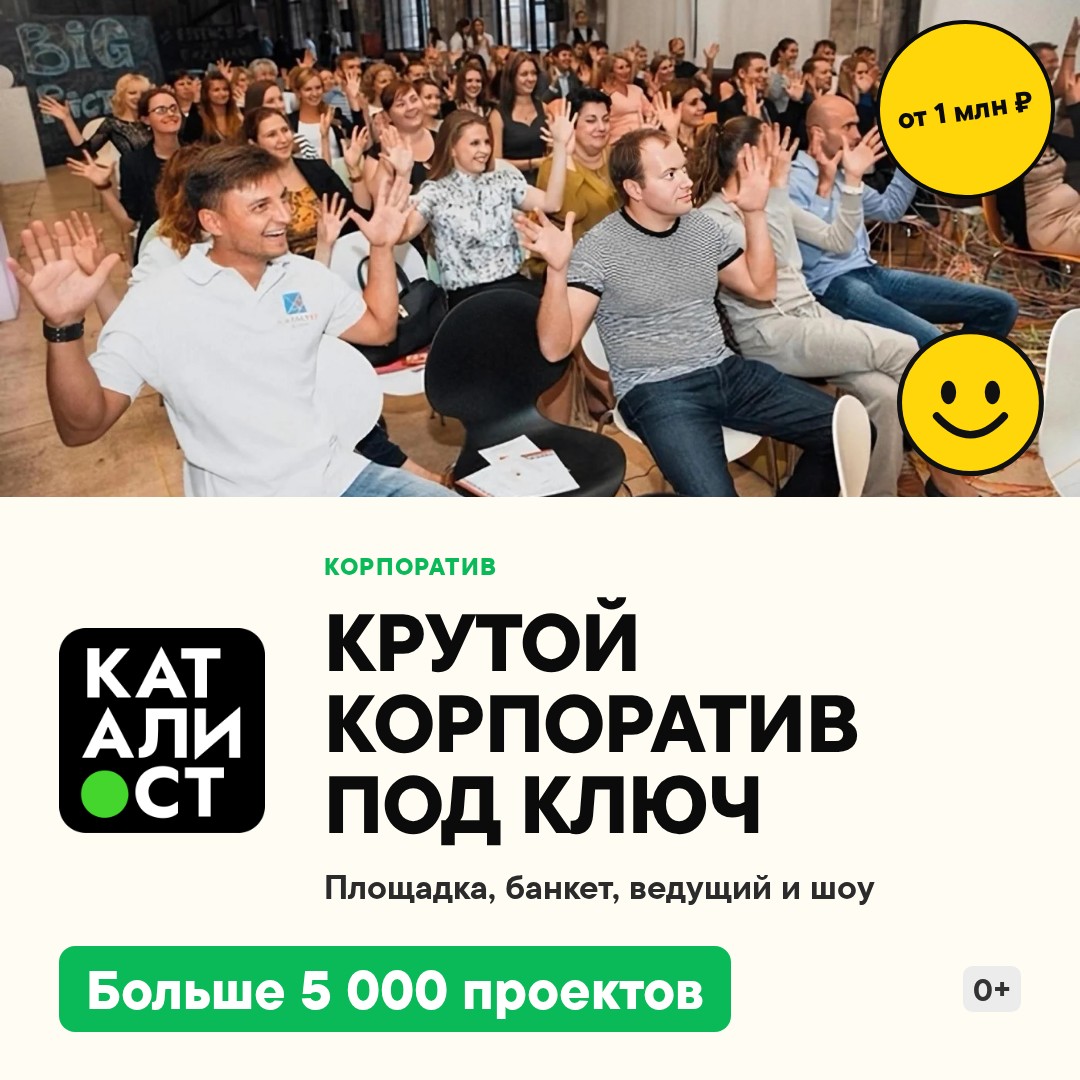 BiG
от 1 млн ₽
КОРПОРАТИВ
КРУТОЙ
КОРПОРАТИВ
ПОД КЛЮЧ
КАТ
АЛИ
СТ
Площадка, банкет, ведущий и шоу
Больше 5 000 проектов
0+